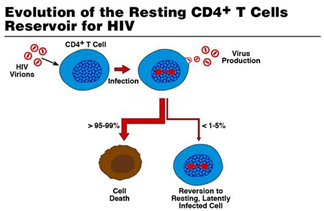 Evolution of the Resting CD4+ T Cells
Reservoir for HIV
CD4+ T Cell
HIV
Virions
Infection
Virus
Production
> 95-99%
< 1-5%
Cell
Death
Reversion to
Resting, Latently
Infected Cell